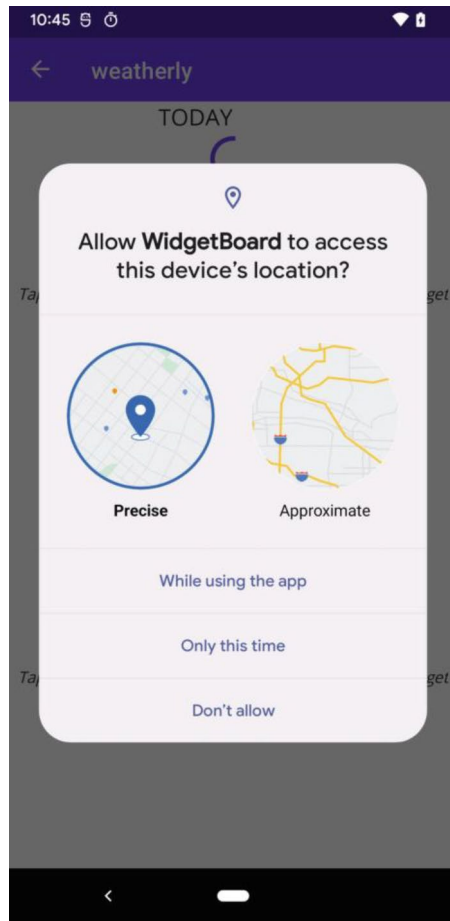 10:45
weatherly
TODAY
Allow WidgetBoard to access
this device's location?
Precise
Approximate
While using the app
Only this time
Don't allow